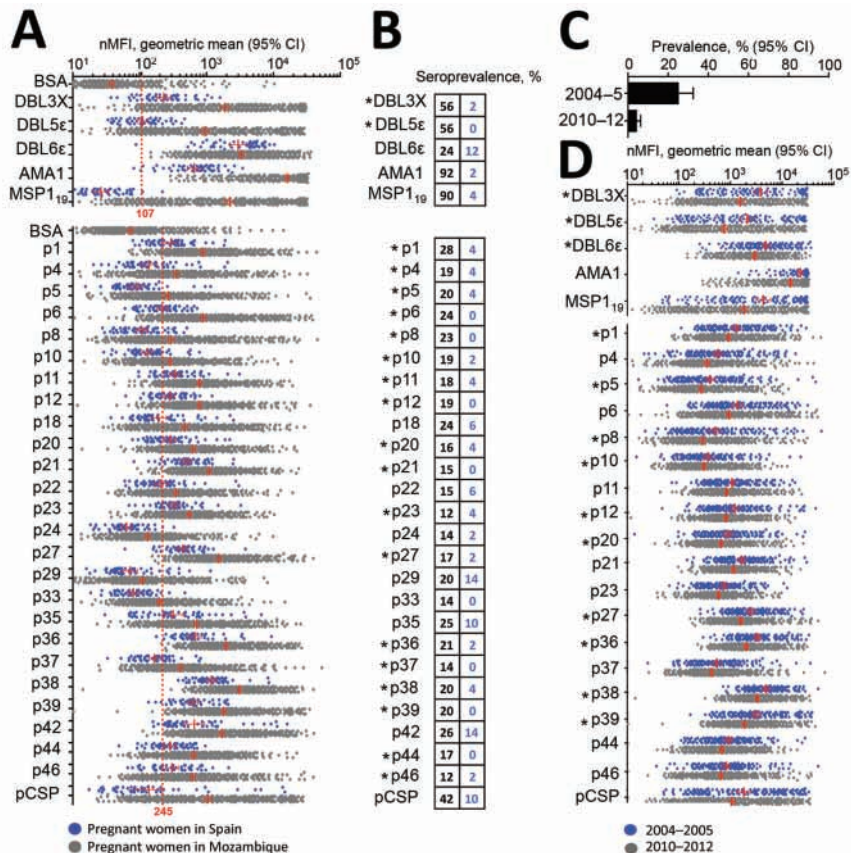 A
nMFI, geometric mean (95% CI)
10¹ 10² 10³ 10⁴ 10⁵
BSA
DBL3X
DBL5ε
DBL6ε
AMA1
MSP1₁₉
107
BSA
p1
p4
p5
p6
p8
p10
p11
p12
p18
p20
p21
p22
p23
p24
p27
p29
p33
p35
p36
p37
p38
p39
p42
p44
p46
pCSP
245
Pregnant women in Spain
Pregnant women in Mozambique
B
Seroprevalence, %
*DBL3X 56 2
*DBL5ε 56 0
DBL6ε 24 12
AMA1 92 2
MSP1₁₉ 90 4
*p1 28 4
*p4 19 4
*p5 20 4
*p6 24 0
*p8 23 0
*p10 19 2
*p11 18 4
*p12 19 0
p18 24 6
*p20 16 4
*p21 15 0
p22 15 6
*p23 12 4
p24 14 2
*p27 17 2
p29 20 14
p33 14 0
p35 25 10
*p36 21 2
*p37 14 0
*p38 20 4
*p39 20 0
p42 26 14
*p44 17 0
*p46 12 2
pCSP 42 10
C
Prevalence, % (95% CI)
0 20 40 60 80 100
2004–5
2010–12
D
nMFI, geometric mean (95% CI)
10¹ 10² 10³ 10⁴ 10⁵
*DBL3X
*DBL5ε
*DBL6ε
AMA1
MSP1₁₉
*p1
p4
*p5
p6
*p8
*p10
p11
*p12
*p20
p21
p23
*p27
*p36
p37
*p38
*p39
p44
p46
pCSP
2004–2005
2010–2012